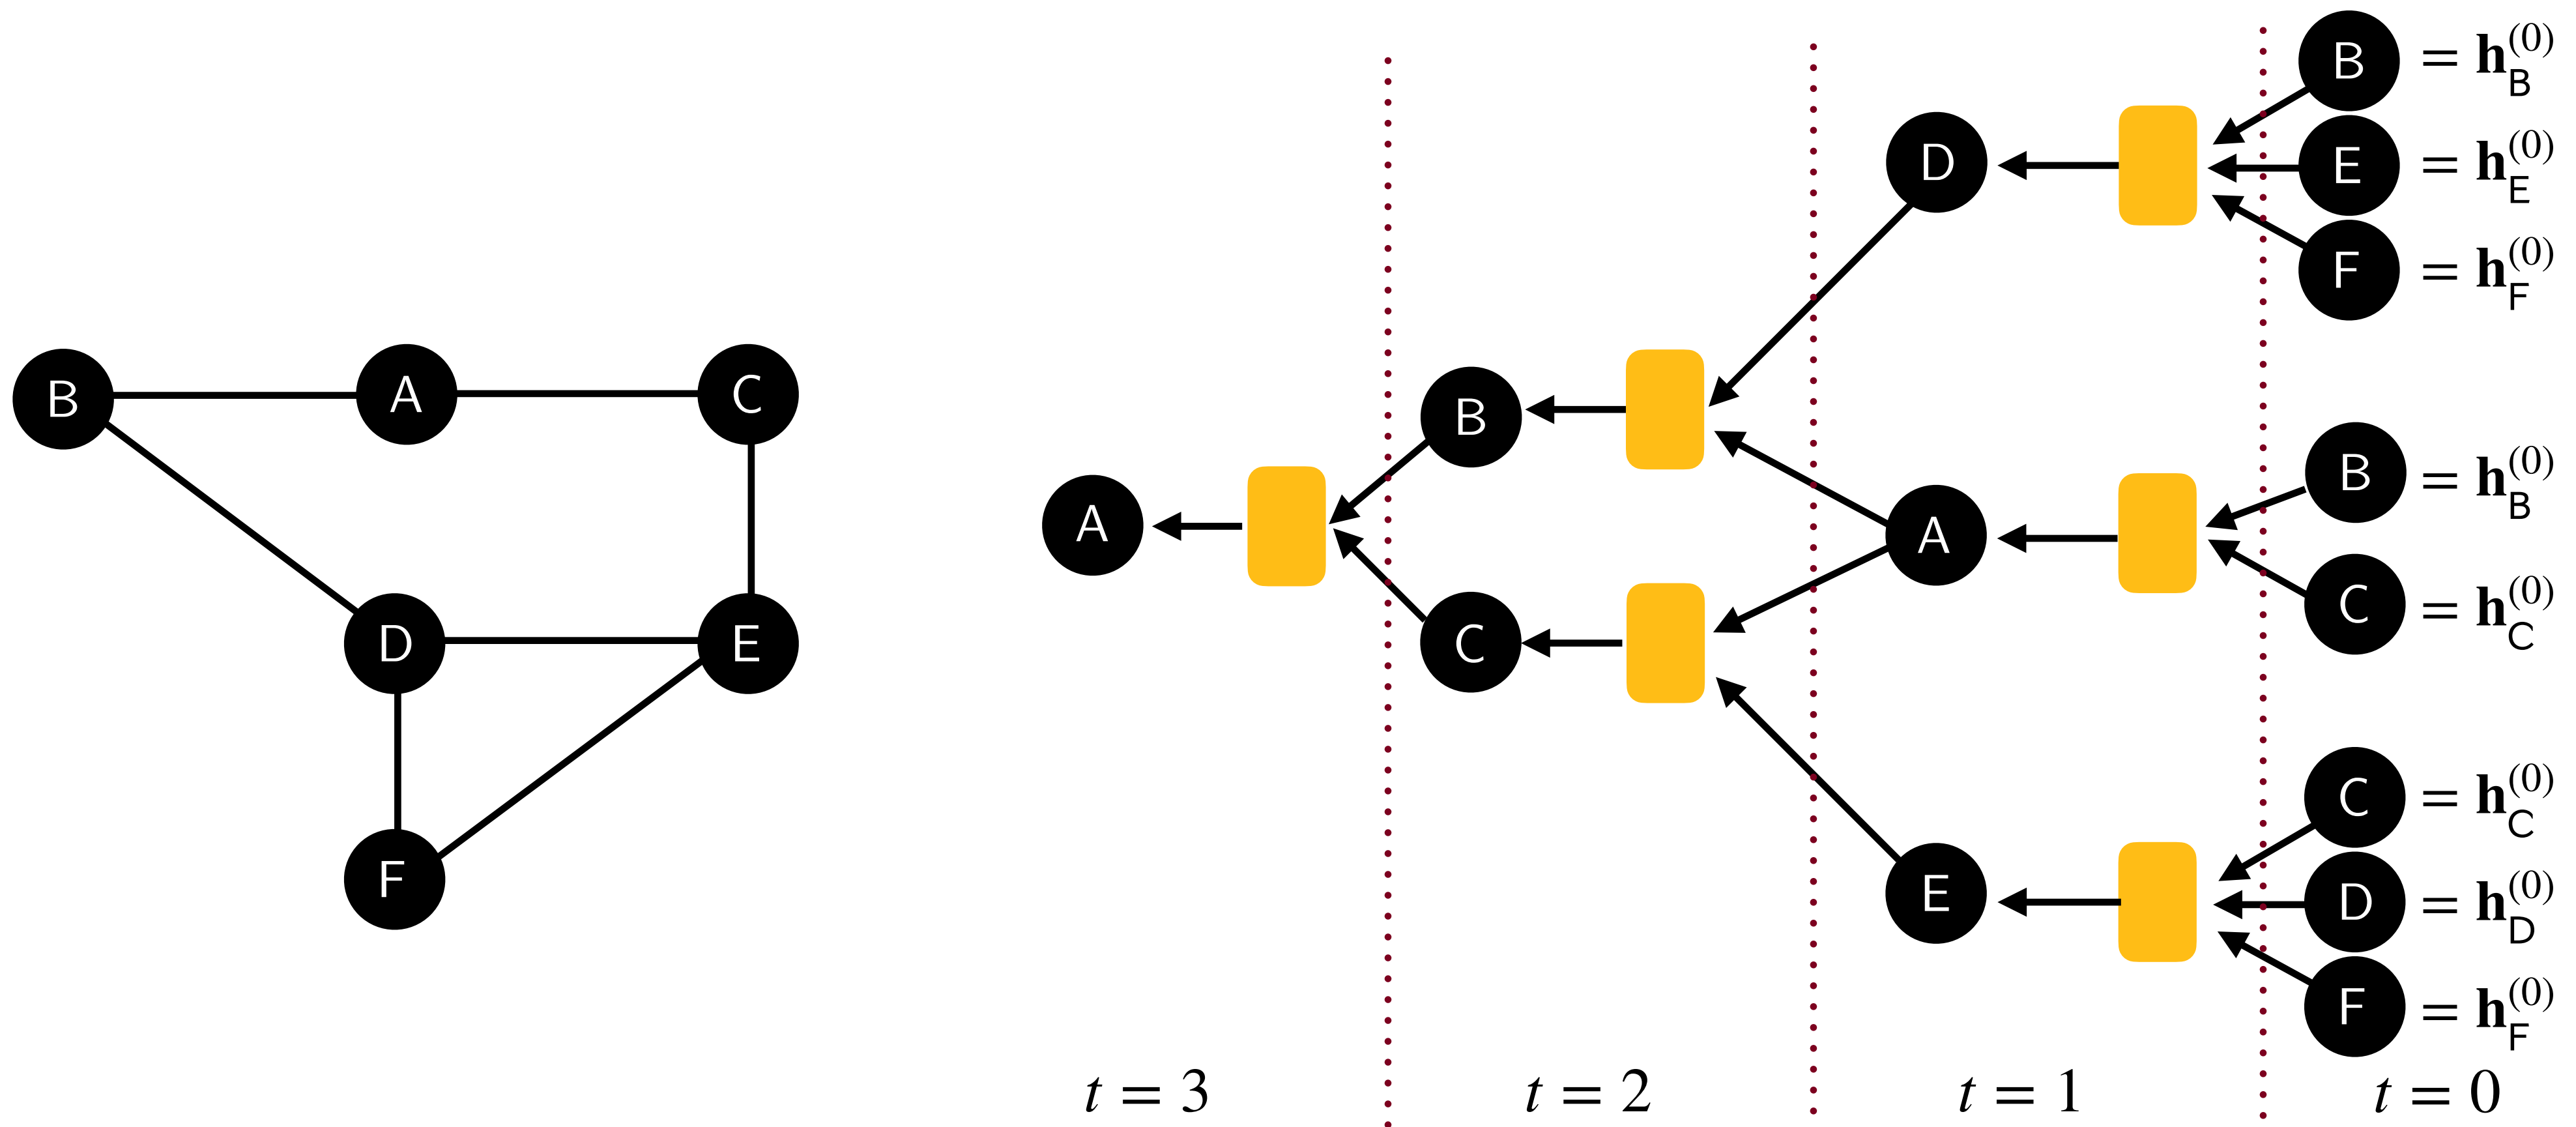 B
A
C
D
E
F
A
B
C
D
A
E
B = h_B^(0)
E = h_E^(0)
F = h_F^(0)
B = h_B^(0)
C = h_C^(0)
C = h_C^(0)
D = h_D^(0)
F = h_F^(0)
t = 3
t = 2
t = 1
t = 0